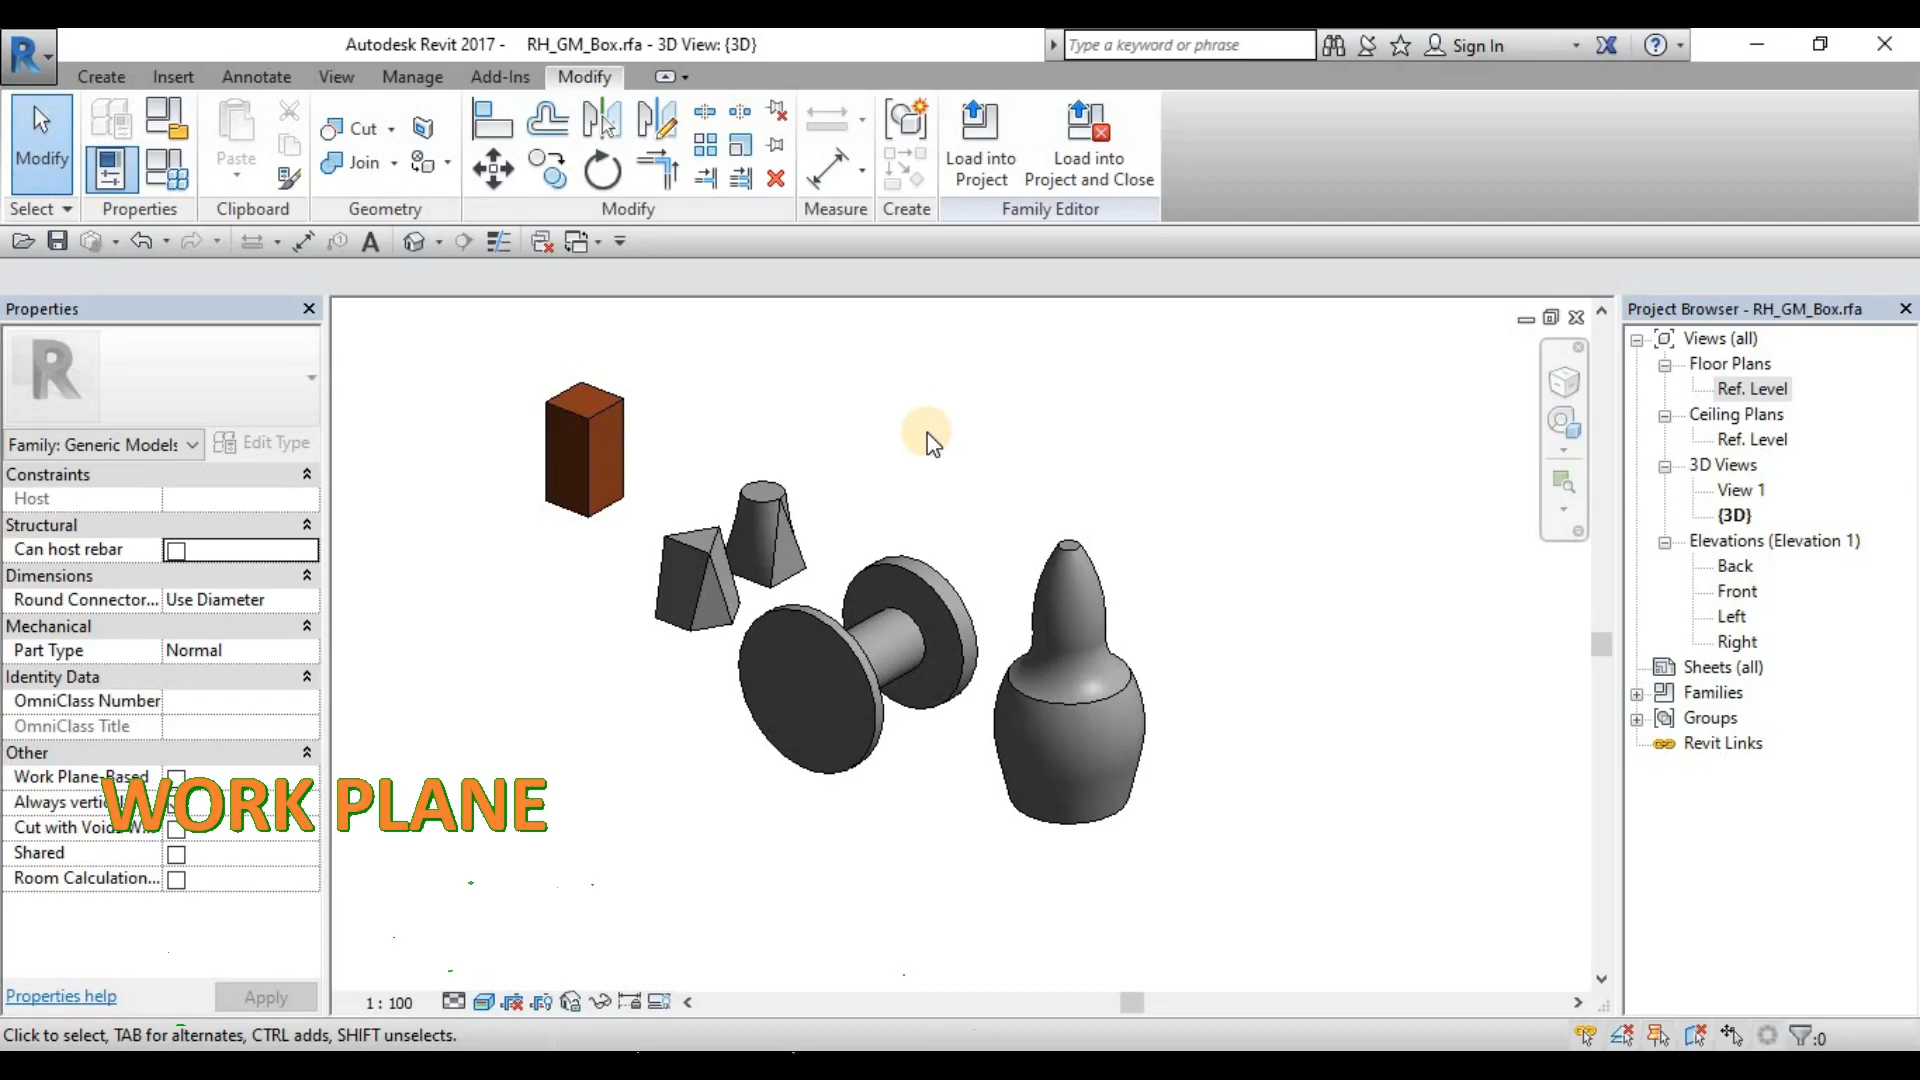 Autodesk Revit 2017 - RH_GM_Box.rfa - 3D View: {3D}
Type a keyword or phrase
Sign In
Create Insert Annotate View Manage Add-Ins Modify
Modify
Paste
Cut
Join
Load into Project
Load into Project and Close
Select Properties Clipboard Geometry Modify Measure Create Family Editor
Properties
Family: Generic Models
Edit Type
Constraints
Host
Structural
Can host rebar
Dimensions
Round Connector... Use Diameter
Mechanical
Part Type Normal
Identity Data
OmniClass Number
OmniClass Title
Other
Work Plane-Based
Always verti
Cut with Voids W...
Shared
Room Calculation...
WORK PLANE
Properties help
Apply
1 : 100
Project Browser - RH_GM_Box.rfa
Views (all)
Floor Plans
Ref. Level
Ceiling Plans
Ref. Level
3D Views
View 1
{3D}
Elevations (Elevation 1)
Back
Front
Left
Right
Sheets (all)
Families
Groups
Revit Links
Click to select, TAB for alternates, CTRL adds, SHIFT unselects.
:0